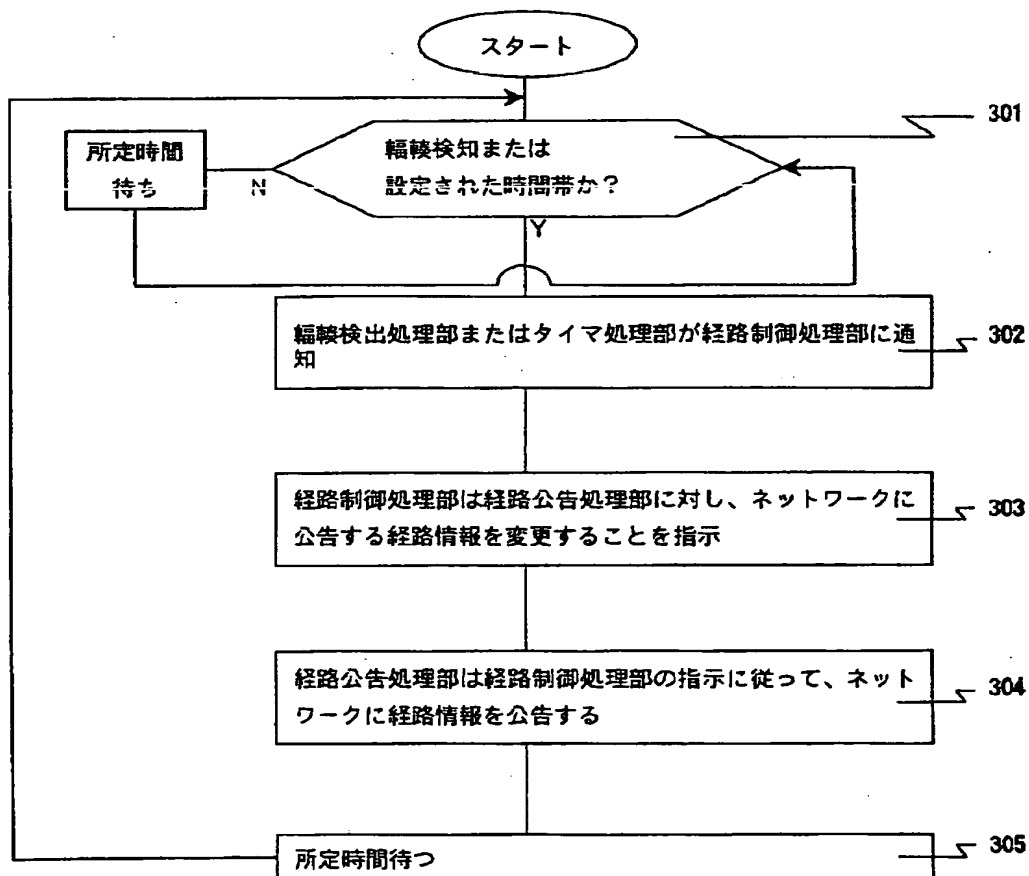 スタート
301
輻輳検知または
設定された時間帯か？
所定時間
待ち
N
Y
輻輳検出処理部またはタイマ処理部が経路制御処理部に通
知
302
経路制御処理部は経路公告処理部に対し、ネットワークに
公告する経路情報を変更することを指示
303
経路公告処理部は経路制御処理部の指示に従って、ネット
ワークに経路情報を公告する
304
所定時間待つ
305